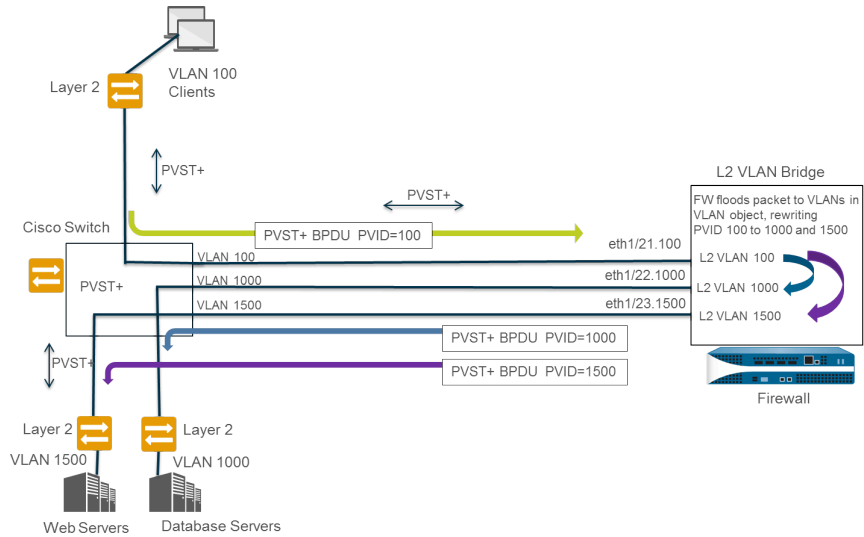 VLAN 100
Clients
Layer 2
PVST+
PVST+
L2 VLAN Bridge
FW floods packet to VLANs in
VLAN object, rewriting
PVID 100 to 1000 and 1500
Cisco Switch
PVST+ BPDU PVID=100
eth1/21.100
VLAN 100
L2 VLAN 100
eth1/22.1000
PVST+
VLAN 1000
L2 VLAN 1000
eth1/23.1500
VLAN 1500
L2 VLAN 1500
PVST+ BPDU PVID=1000
PVST+
PVST+ BPDU PVID=1500
Firewall
Layer 2
Layer 2
VLAN 1500
VLAN 1000
Web Servers
Database Servers